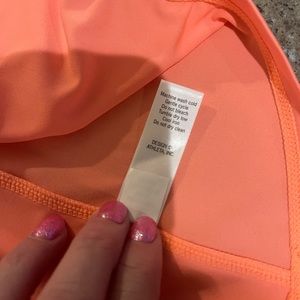 Machine wash cold
Gentle cycle
Do not bleach
Tumble dry low
Cool iron
Do not dry clean
DESIGN ©
ATHLETA, INC.